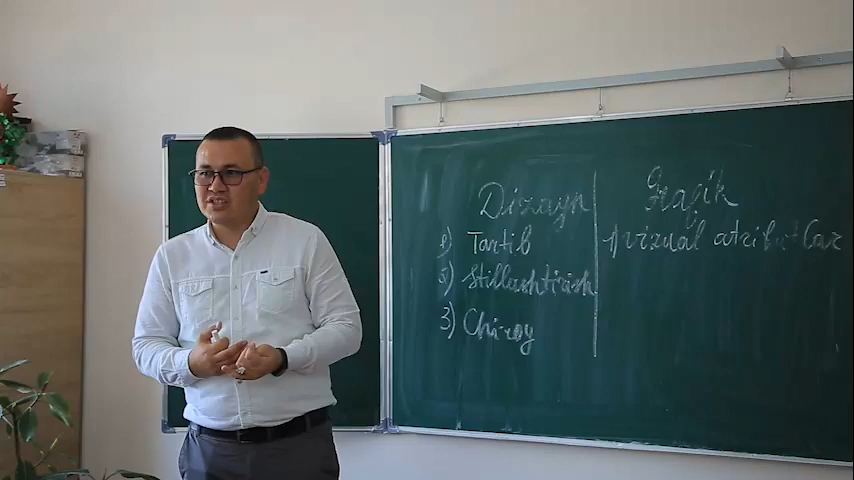 Dizayn
1) Tartib
2) Stillashtirish
3) Chiroy
Grafik
1) vizual atributlar